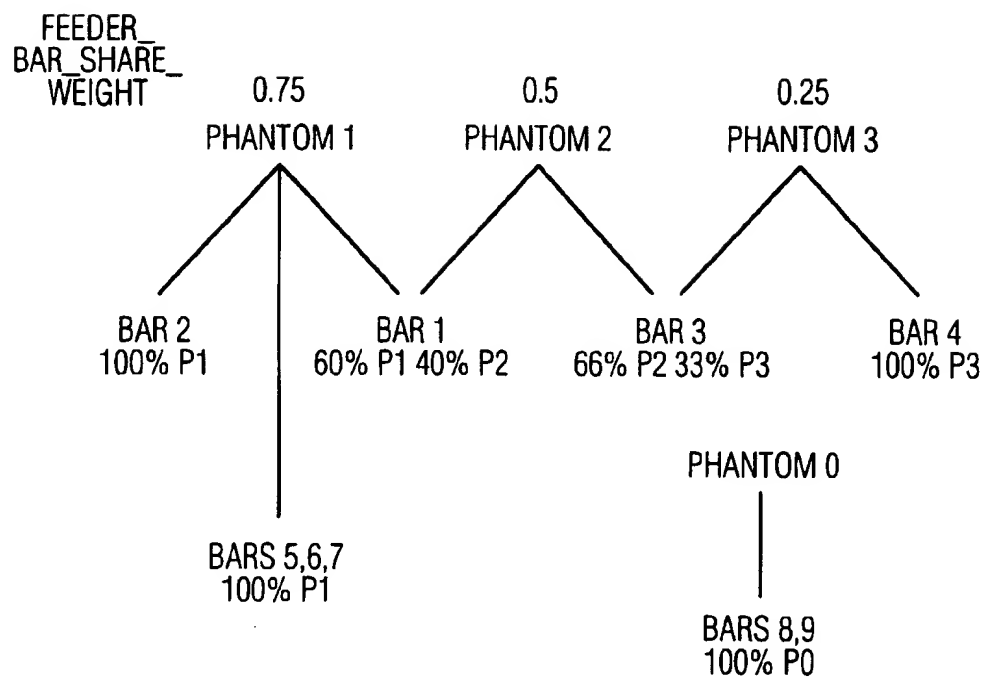 FEEDER_
BAR_SHARE_
WEIGHT
0.75
0.5
0.25
PHANTOM 1
PHANTOM 2
PHANTOM 3
BAR 2
100% P1
BAR 1
60% P1 40% P2
BAR 3
66% P2 33% P3
BAR 4
100% P3
PHANTOM 0
BARS 5,6,7
100% P1
BARS 8,9
100% P0